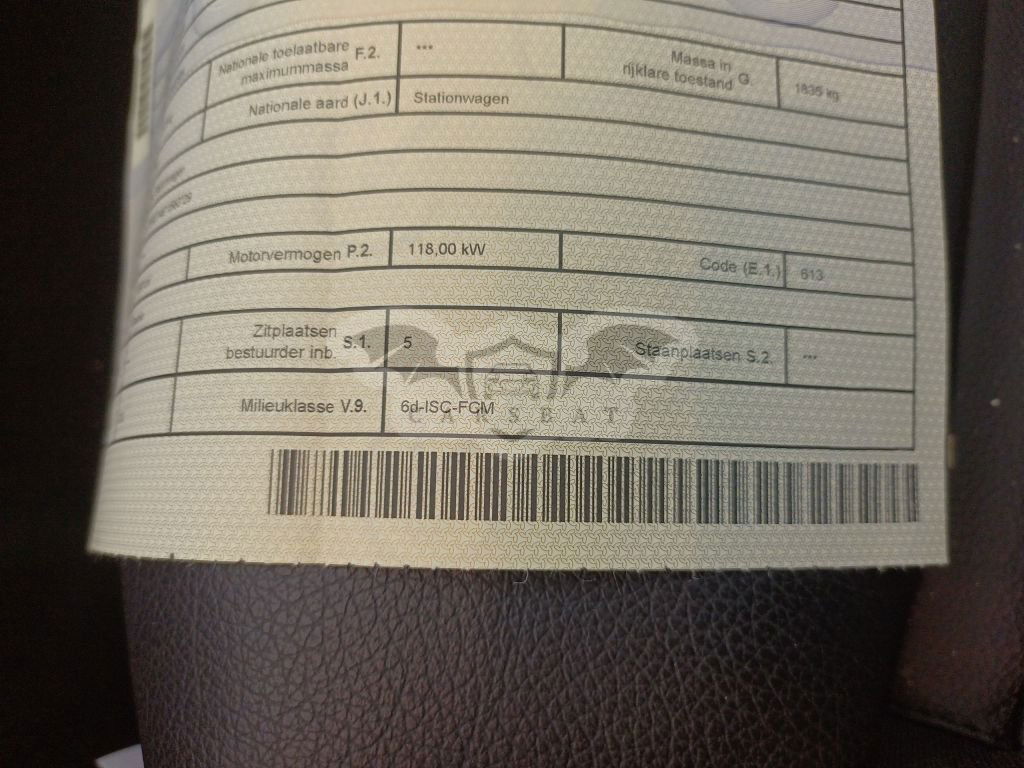 Nationale toelaatbare
maximummassa F.2. ***
Massa in
rijklare toestand G. 1835 kg
Nationale aard (J.1.) Stationwagen
Motorvermogen P.2. 118,00 kW Code (E.1.) 613
Zitplaatsen
bestuurder inb. S.1. 5 Staanplaatsen S.2. ***
Milieuklasse V.9. 6d-ISC-FCM
CARSEAT